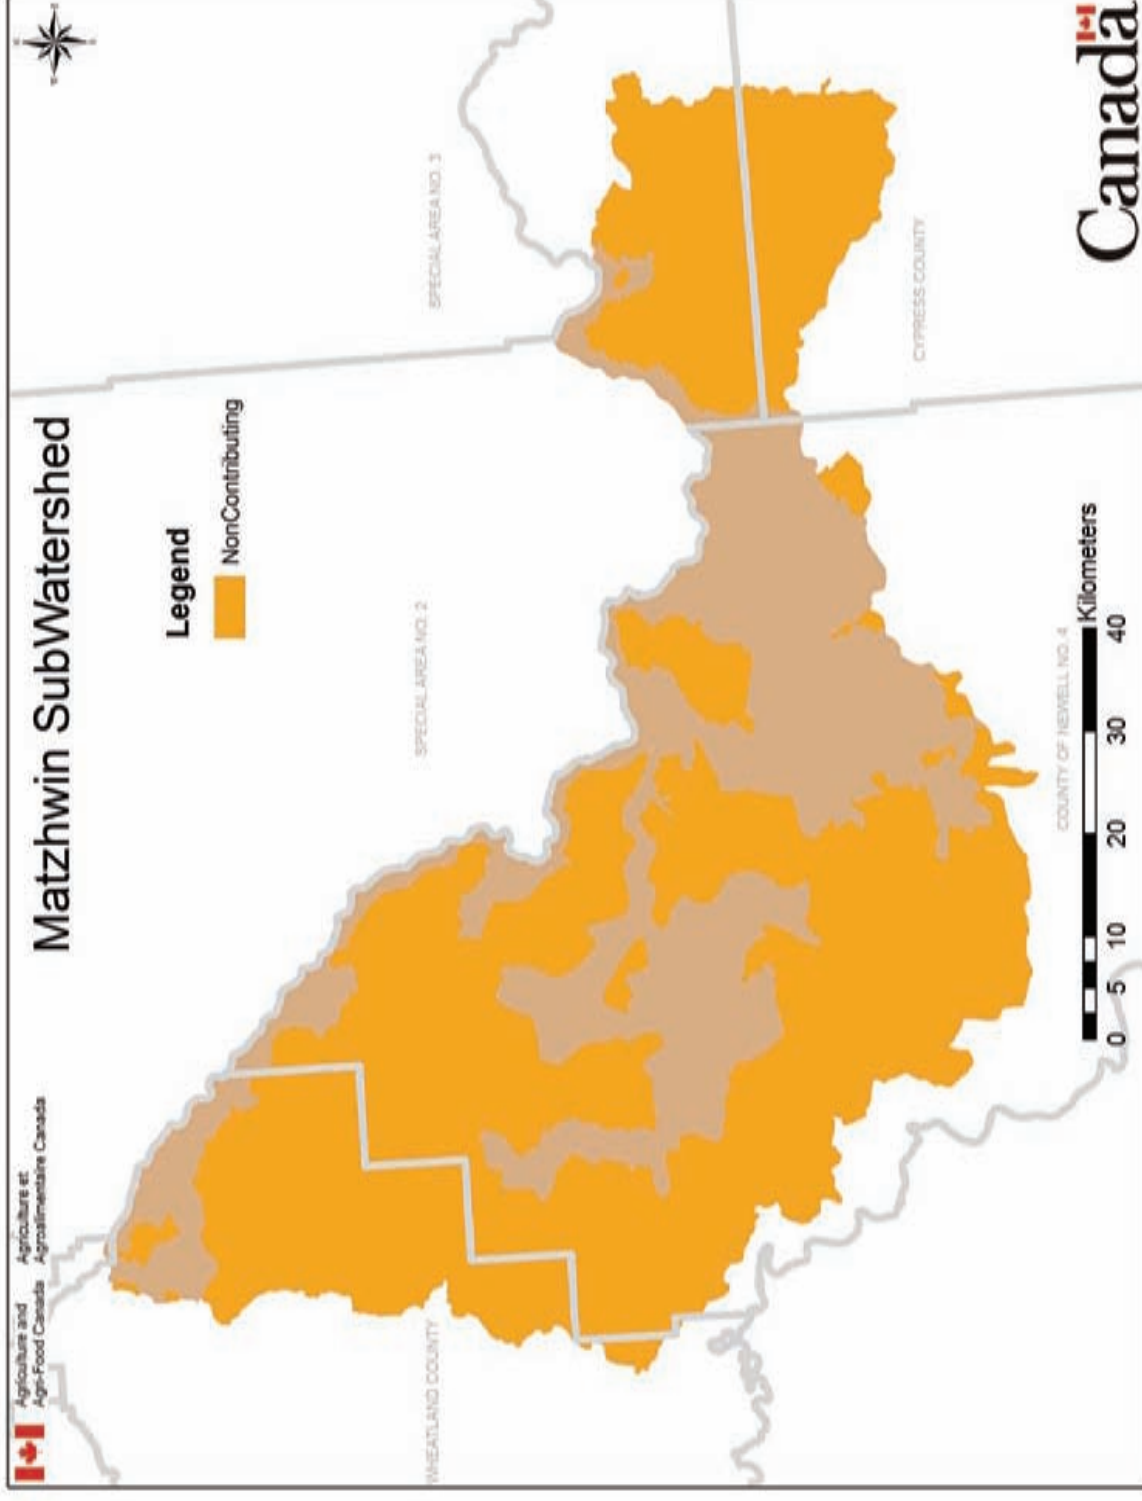 Agriculture and
Agri-Food Canada
Agriculture et
Agroalimentaire Canada
Matzhwin SubWatershed
Legend
NonContributing
SPECIAL AREA NO. 2
SPECIAL AREA NO. 3
WHEATLAND COUNTY
CYPRESS COUNTY
COUNTY OF NEWELL NO. 4
0 5 10 20 30 40
Kilometers
Canada